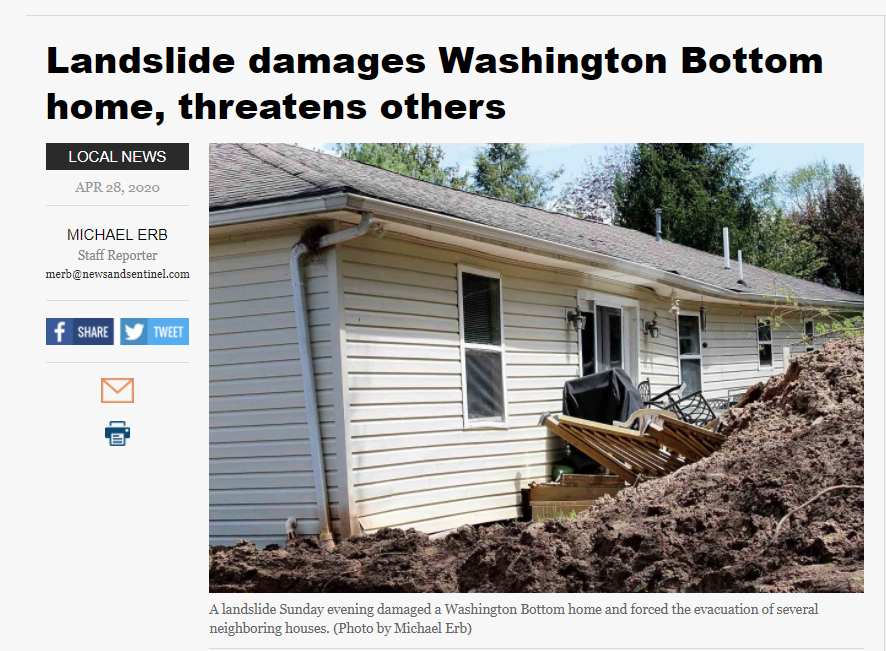 Landslide damages Washington Bottom
home, threatens others
LOCAL NEWS
APR 28, 2020
MICHAEL ERB
Staff Reporter
merb@newsandsentinel.com
SHARE
TWEET
A landslide Sunday evening damaged a Washington Bottom home and forced the evacuation of several
neighboring houses. (Photo by Michael Erb)